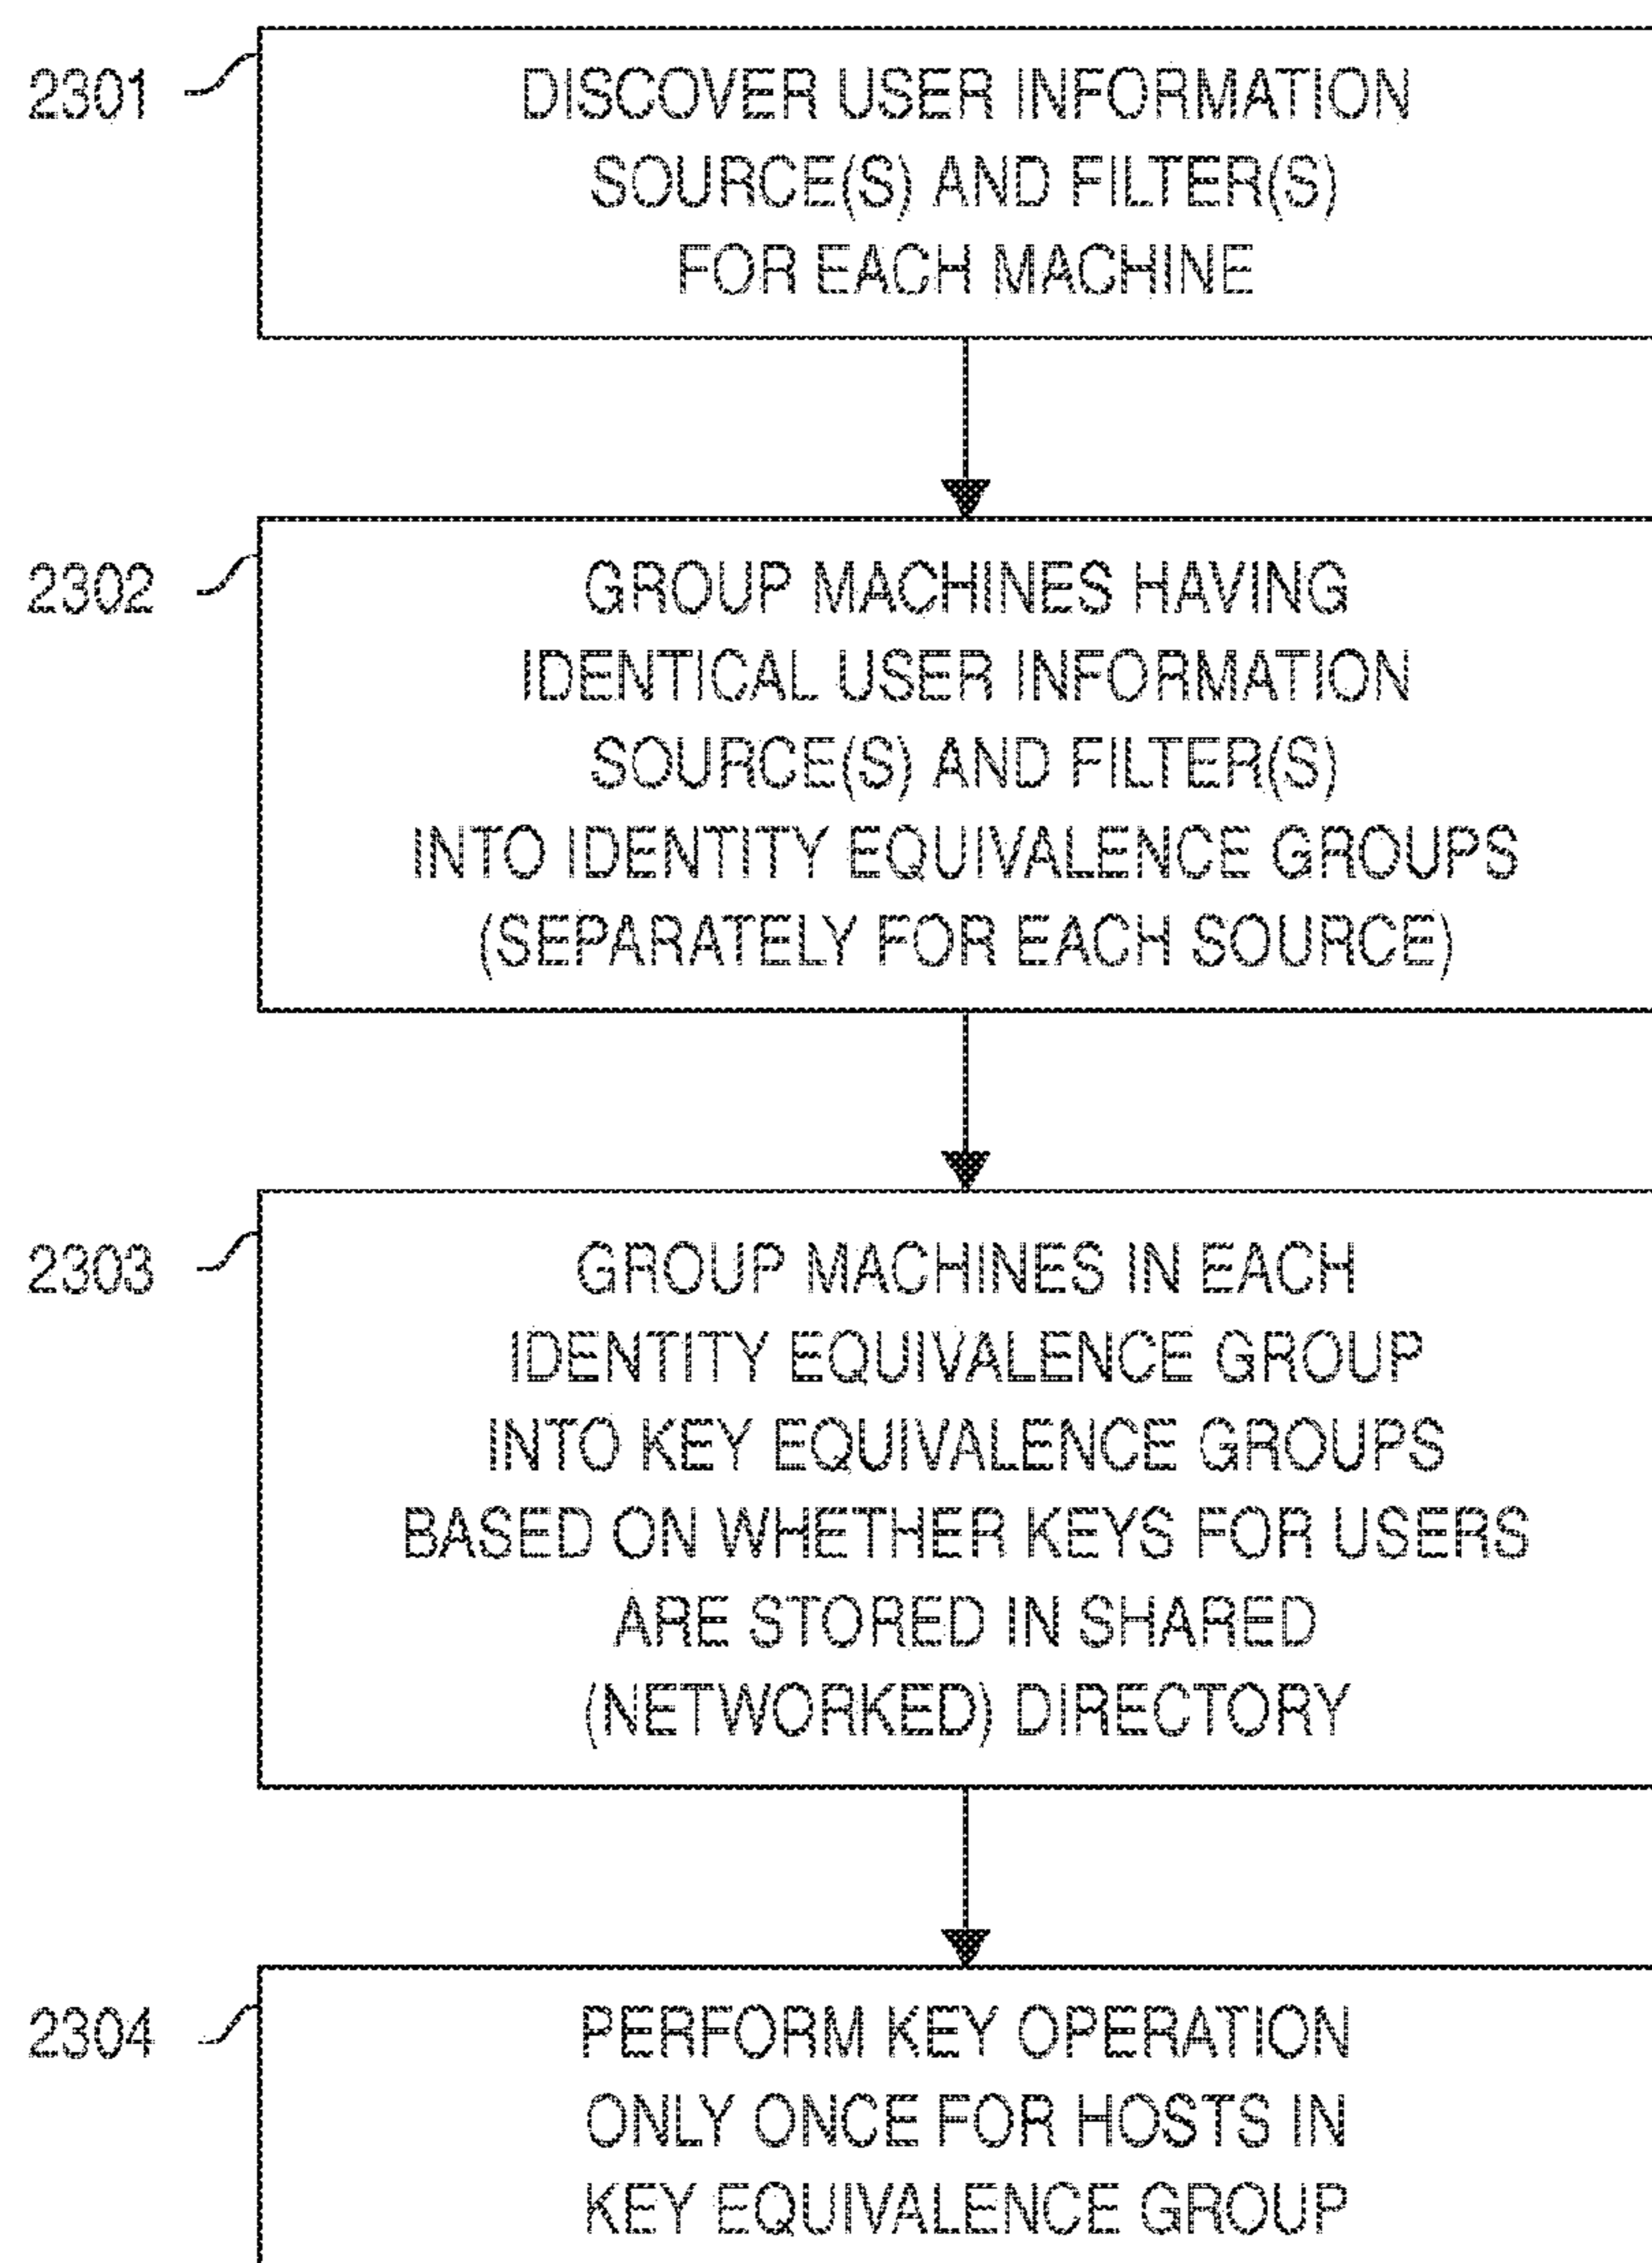 2301
DISCOVER USER INFORMATION
SOURCE(S) AND FILTER(S)
FOR EACH MACHINE
2302
GROUP MACHINES HAVING
IDENTICAL USER INFORMATION
SOURCE(S) AND FILTER(S)
INTO IDENTITY EQUIVALENCE GROUPS
(SEPARATELY FOR EACH SOURCE)
2303
GROUP MACHINES IN EACH
IDENTITY EQUIVALENCE GROUP
INTO KEY EQUIVALENCE GROUPS
BASED ON WHETHER KEYS FOR USERS
ARE STORED IN SHARED
(NETWORKED) DIRECTORY
2304
PERFORM KEY OPERATION
ONLY ONCE FOR HOSTS IN
KEY EQUIVALENCE GROUP